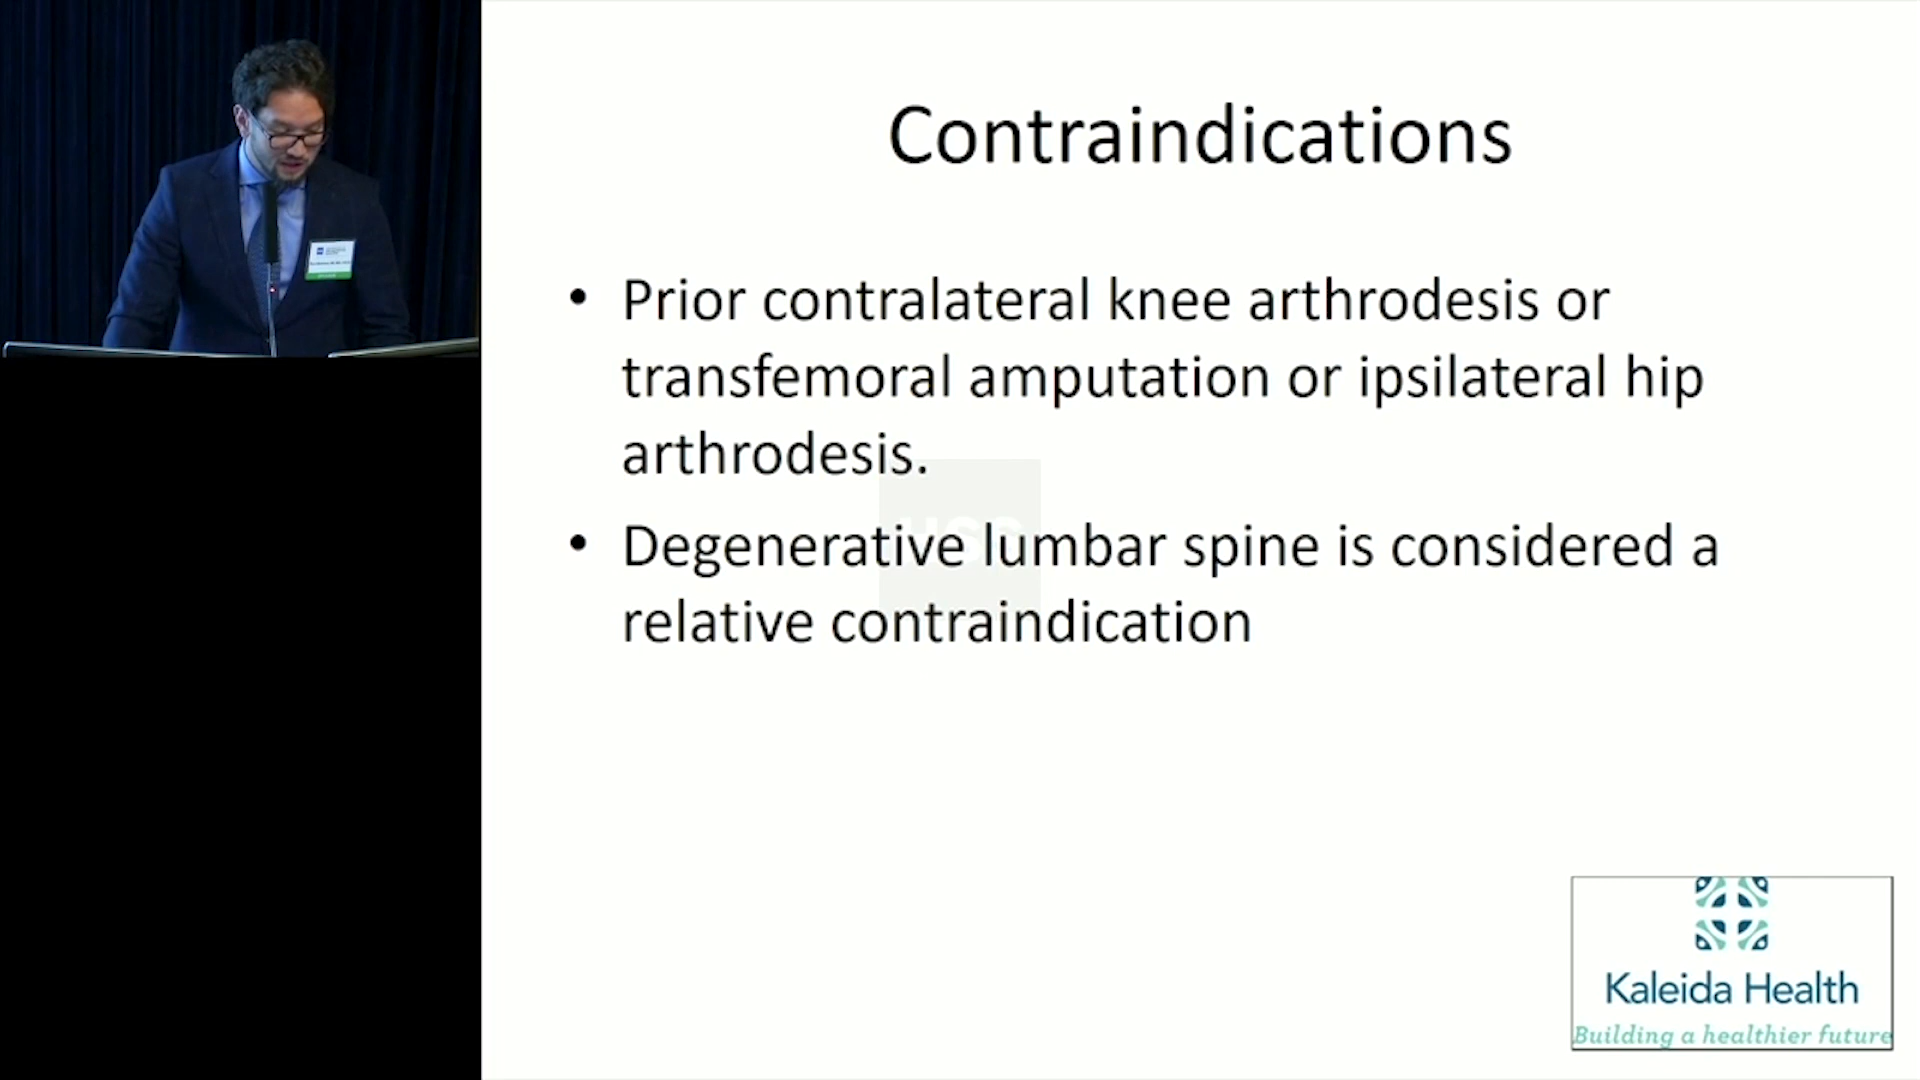 Contraindications
• Prior contralateral knee arthrodesis or
transfemoral amputation or ipsilateral hip
arthrodesis.
• Degenerative lumbar spine is considered a
relative contraindication
Kaleida Health
Building a healthier future